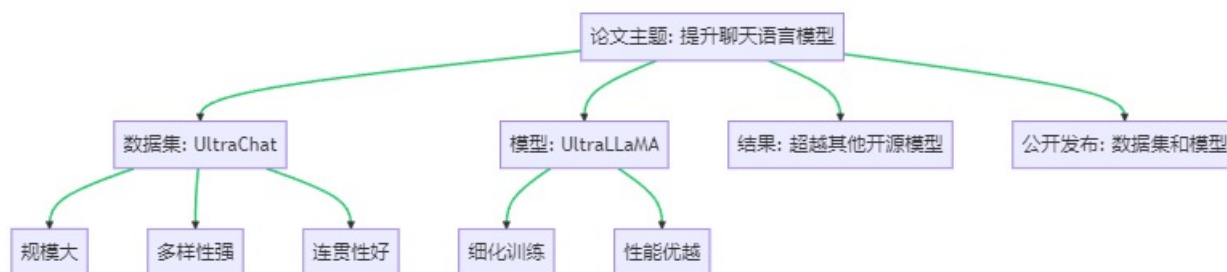 论文主题: 提升聊天语言模型
数据集: UltraChat
模型: UltraLLaMA
结果: 超越其他开源模型
公开发布: 数据集和模型
规模大
多样性强
连贯性好
细化训练
性能优越